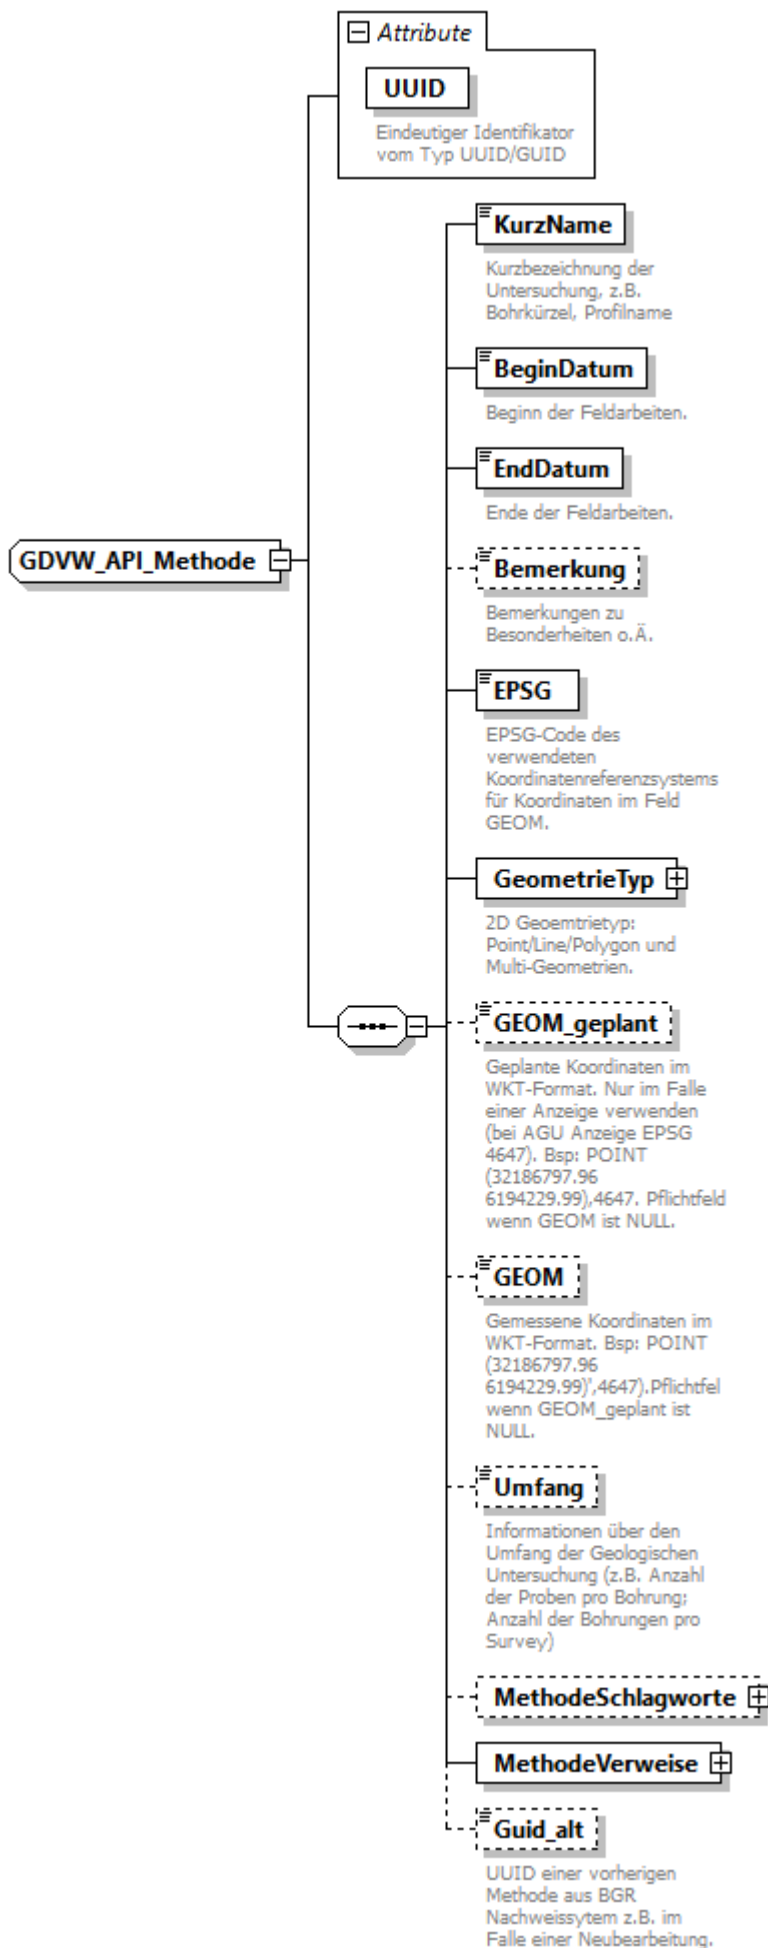 Attribute
UUID
Eindeutiger Identifikator
vom Typ UUID/GUID
GDVW_API_Methode
KurzName
Kurzbezeichnung der
Untersuchung, z.B.
Bohrkürzel, Profilname
BeginDatum
Beginn der Feldarbeiten.
EndDatum
Ende der Feldarbeiten.
Bemerkung
Bemerkungen zu
Besonderheiten o.Ä.
EPSG
EPSG-Code des
verwendeten
Koordinatenreferenzsystems
für Koordinaten im Feld
GEOM.
GeometrieTyp
2D Geoemtrietyp:
Point/Line/Polygon und
Multi-Geometrien.
GEOM_geplant
Geplante Koordinaten im
WKT-Format. Nur im Falle
einer Anzeige verwenden
(bei AGU Anzeige EPSG
4647). Bsp: POINT
(32186797.96
6194229.99),4647. Pflichtfeld
wenn GEOM ist NULL.
GEOM
Gemessene Koordinaten im
WKT-Format. Bsp: POINT
(32186797.96
6194229.99)',4647).Pflichtfel
wenn GEOM_geplant ist
NULL.
Umfang
Informationen über den
Umfang der Geologischen
Untersuchung (z.B. Anzahl
der Proben pro Bohrung;
Anzahl der Bohrungen pro
Survey)
MethodeSchlagworte
MethodeVerweise
Guid_alt
UUID einer vorherigen
Methode aus BGR
Nachweissytem z.B. im
Falle einer Neubearbeitung.